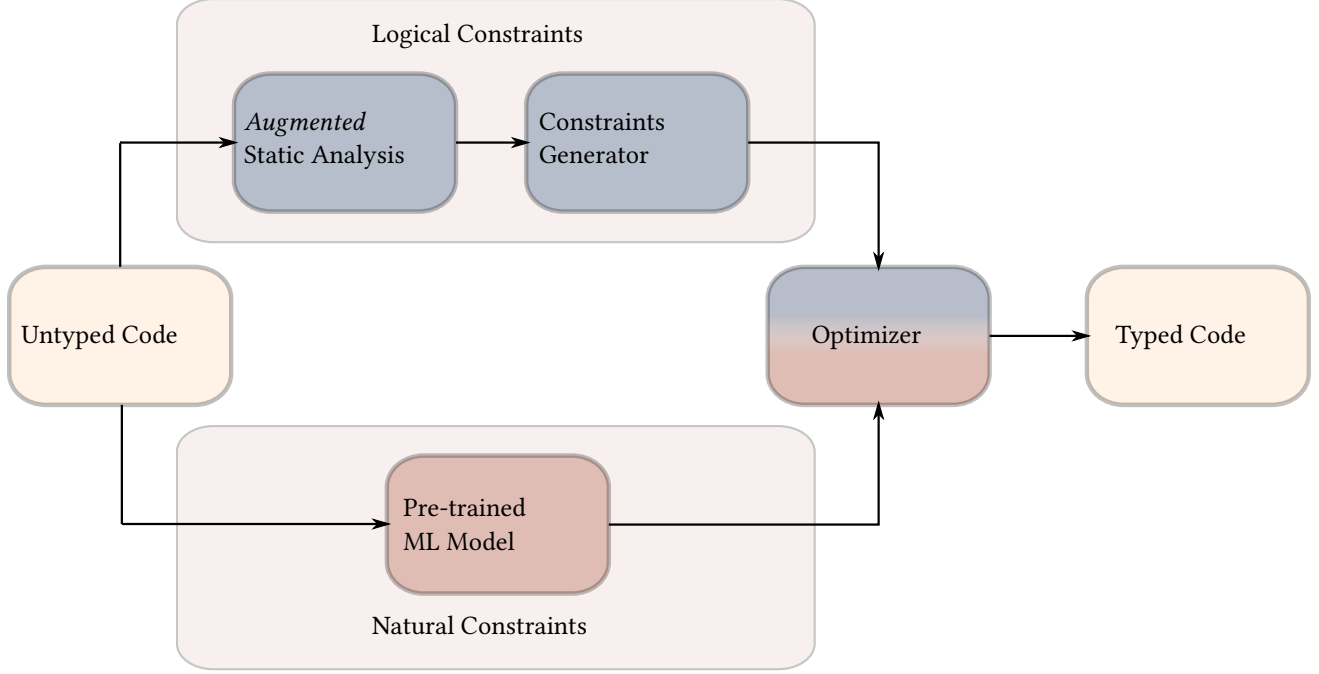 Logical Constraints
Augmented
Static Analysis
Constraints
Generator
Untyped Code
Optimizer
Typed Code
Pre-trained
ML Model
Natural Constraints